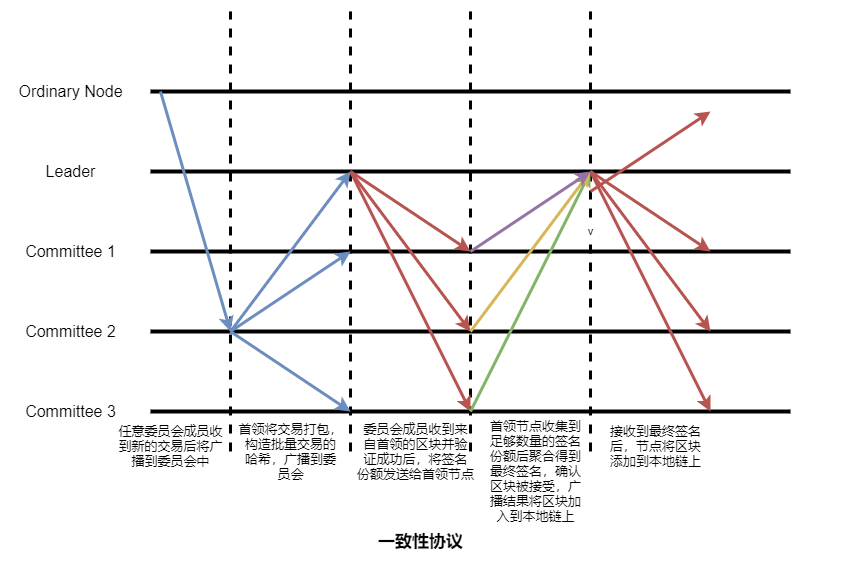 Ordinary Node
Leader
Committee 1
v
Committee 2
Committee 3
任意委员会成员收
到新的交易后将广
播到委员会中
首领将交易打包，
构造批量交易的
哈希，广播到委
员会
委员会成员收到来
自首领的区块并验
证成功后，将签名
份额发送给首领节点
首领节点收集到
足够数量的签名
份额后聚合得到
最终签名，确认
区块被接受，广
播结果将区块加
入到本地链上
接收到最终签名
后，节点将区块
添加到本地链上
一致性协议